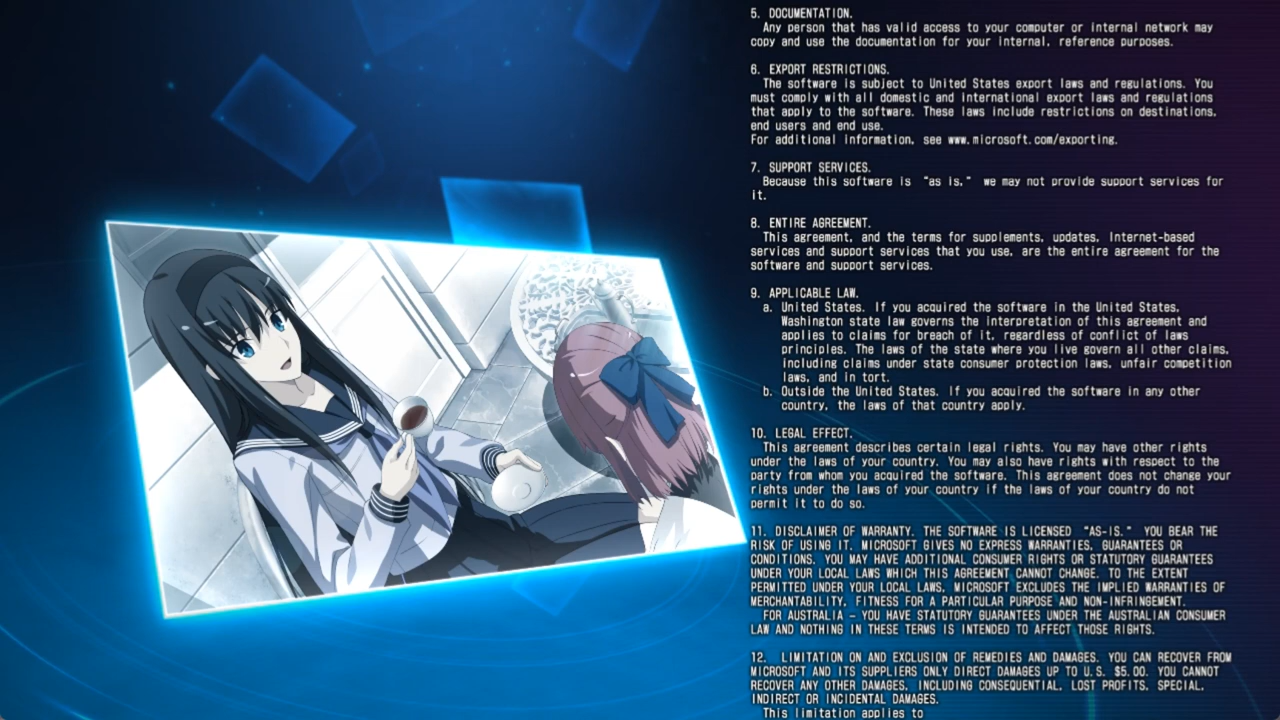 5. DOCUMENTATION.
Any person that has valid access to your computer or internal network may
copy and use the documentation for your internal, reference purposes.
6. EXPORT RESTRICTIONS.
The software is subject to United States export laws and regulations. You
must comply with all domestic and international export laws and regulations
that apply to the software. These laws include restrictions on destinations,
end users and end use.
For additional information, see www.microsoft.com/exporting.
7. SUPPORT SERVICES.
Because this software is “as is,” we may not provide support services for
it.
8. ENTIRE AGREEMENT.
This agreement, and the terms for supplements, updates, Internet-based
services and support services that you use, are the entire agreement for the
software and support services.
9. APPLICABLE LAW.
a. United States. If you acquired the software in the United States,
Washington state law governs the interpretation of this agreement and
applies to claims for breach of it, regardless of conflict of laws
principles. The laws of the state where you live govern all other claims,
including claims under state consumer protection laws, unfair competition
laws, and in tort.
b. Outside the United States. If you acquired the software in any other
country, the laws of that country apply.
10. LEGAL EFFECT.
This agreement describes certain legal rights. You may have other rights
under the laws of your country. You may also have rights with respect to the
party from whom you acquired the software. This agreement does not change your
rights under the laws of your country if the laws of your country do not
permit it to do so.
11. DISCLAIMER OF WARRANTY. THE SOFTWARE IS LICENSED “AS-IS.” YOU BEAR THE
RISK OF USING IT. MICROSOFT GIVES NO EXPRESS WARRANTIES, GUARANTEES OR
CONDITIONS. YOU MAY HAVE ADDITIONAL CONSUMER RIGHTS OR STATUTORY GUARANTEES
UNDER YOUR LOCAL LAWS WHICH THIS AGREEMENT CANNOT CHANGE. TO THE EXTENT
PERMITTED UNDER YOUR LOCAL LAWS, MICROSOFT EXCLUDES THE IMPLIED WARRANTIES OF
MERCHANTABILITY, FITNESS FOR A PARTICULAR PURPOSE AND NON-INFRINGEMENT.
FOR AUSTRALIA - YOU HAVE STATUTORY GUARANTEES UNDER THE AUSTRALIAN CONSUMER
LAW AND NOTHING IN THESE TERMS IS INTENDED TO AFFECT THOSE RIGHTS.
12. LIMITATION ON AND EXCLUSION OF REMEDIES AND DAMAGES. YOU CAN RECOVER FROM
MICROSOFT AND ITS SUPPLIERS ONLY DIRECT DAMAGES UP TO U.S. $5.00. YOU CANNOT
RECOVER ANY OTHER DAMAGES, INCLUDING CONSEQUENTIAL, LOST PROFITS, SPECIAL,
INDIRECT OR INCIDENTAL DAMAGES.
This limitation applies to